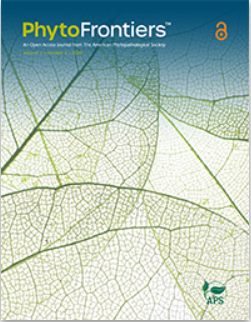 PhytoFrontiers™
An Open Access Journal from The American Phytopathological Society
APS